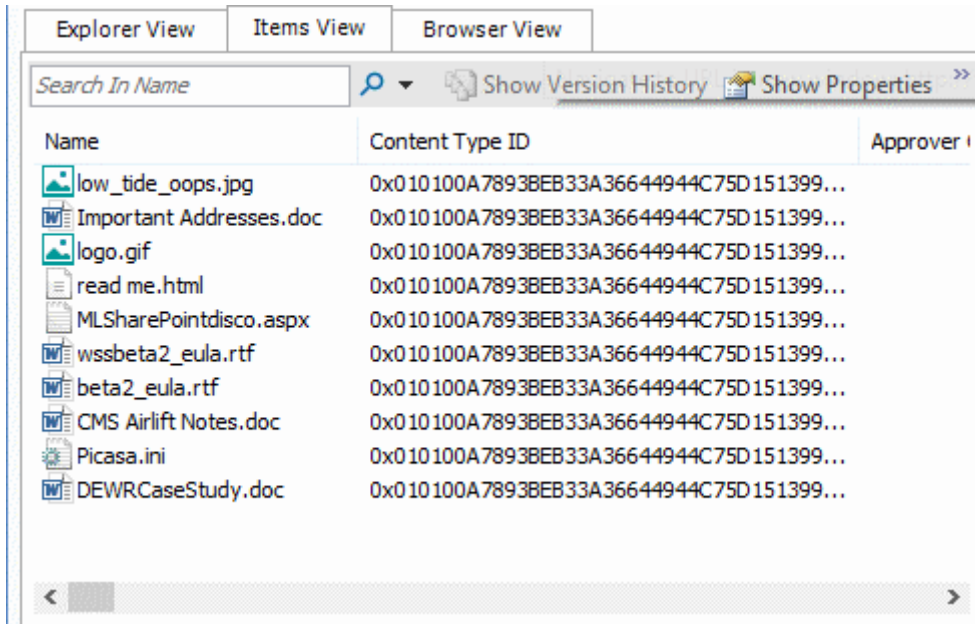 Explorer View Items View Browser View
Search In Name Show Version History Show Properties »
Name Content Type ID Approver
low_tide_oops.jpg 0x010100A7893BEB33A36644944C75D151399...
Important Addresses.doc 0x010100A7893BEB33A36644944C75D151399...
logo.gif 0x010100A7893BEB33A36644944C75D151399...
read me.html 0x010100A7893BEB33A36644944C75D151399...
MLSharePointdisco.aspx 0x010100A7893BEB33A36644944C75D151399...
wssbeta2_eula.rtf 0x010100A7893BEB33A36644944C75D151399...
beta2_eula.rtf 0x010100A7893BEB33A36644944C75D151399...
CMS Airlift Notes.doc 0x010100A7893BEB33A36644944C75D151399...
Picasa.ini 0x010100A7893BEB33A36644944C75D151399...
DEWRCaseStudy.doc 0x010100A7893BEB33A36644944C75D151399...